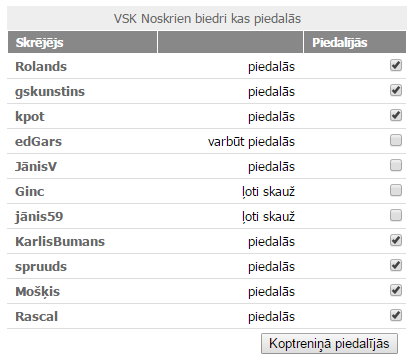 VSK Noskrien biedri kas piedalās
Skrējējs Piedalījās
Rolands piedalās
gskunstins piedalās
kpot piedalās
edGars varbūt piedalās
JānisV piedalās
Ginc ļoti skauž
jānis59 ļoti skauž
KarlisBumans piedalās
spruuds piedalās
Mošķis piedalās
Rascal piedalās
Koptreniņā piedalījās